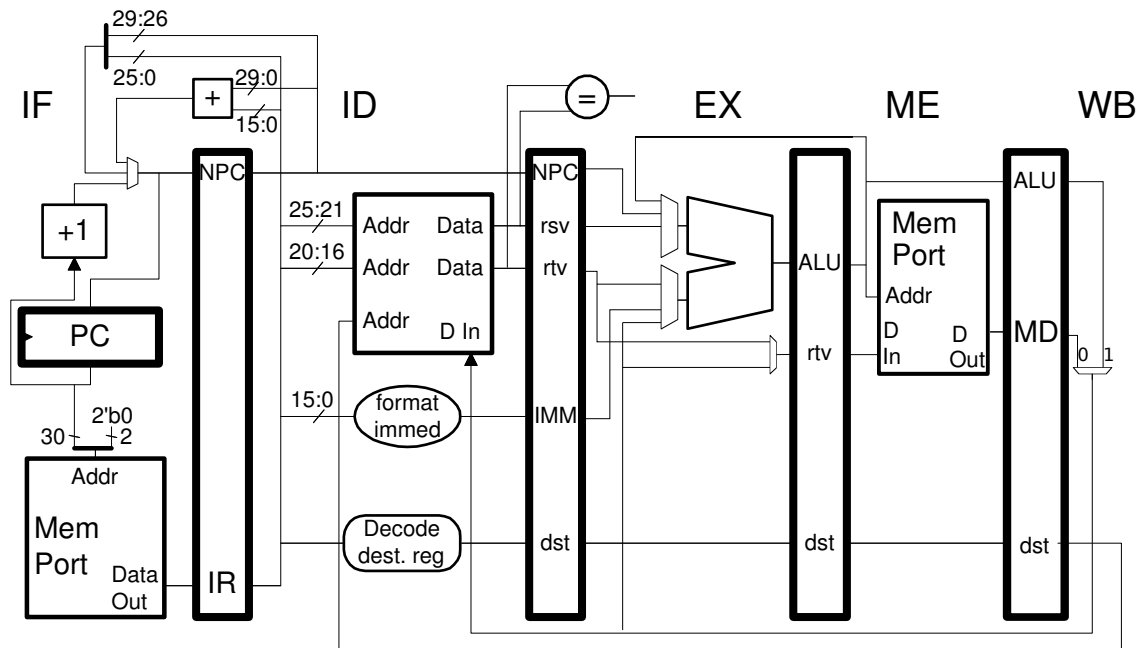 29:26
25:0
29:0
+
15:0
IF
ID
=
EX
ME
WB
NPC
NPC
ALU
+1
25:21
Addr
Data
rsv
20:16
Addr
Data
rtv
ALU
Mem
Port
Addr
Addr
D In
PC
D
In
D
Out
rtv
MD
0
1
15:0
format
immed
IMM
2'b0
30
2
Addr
Mem
Port
Data
Out
IR
Decode
dest. reg
dst
dst
dst